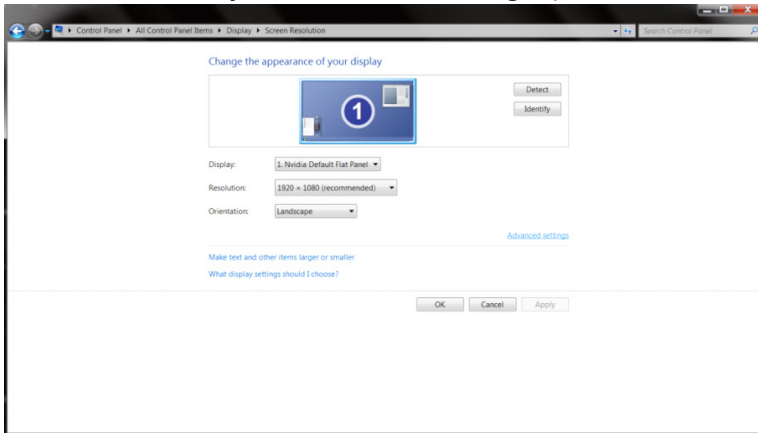 Control Panel ▸ All Control Panel Items ▸ Display ▸ Screen Resolution
Search Control Panel
Change the appearance of your display
1
Detect
Identify
Display:
1. Nvidia Default Flat Panel
Resolution:
1920 × 1080 (recommended)
Orientation:
Landscape
Advanced settings
Make text and other items larger or smaller
What display settings should I choose?
OK
Cancel
Apply